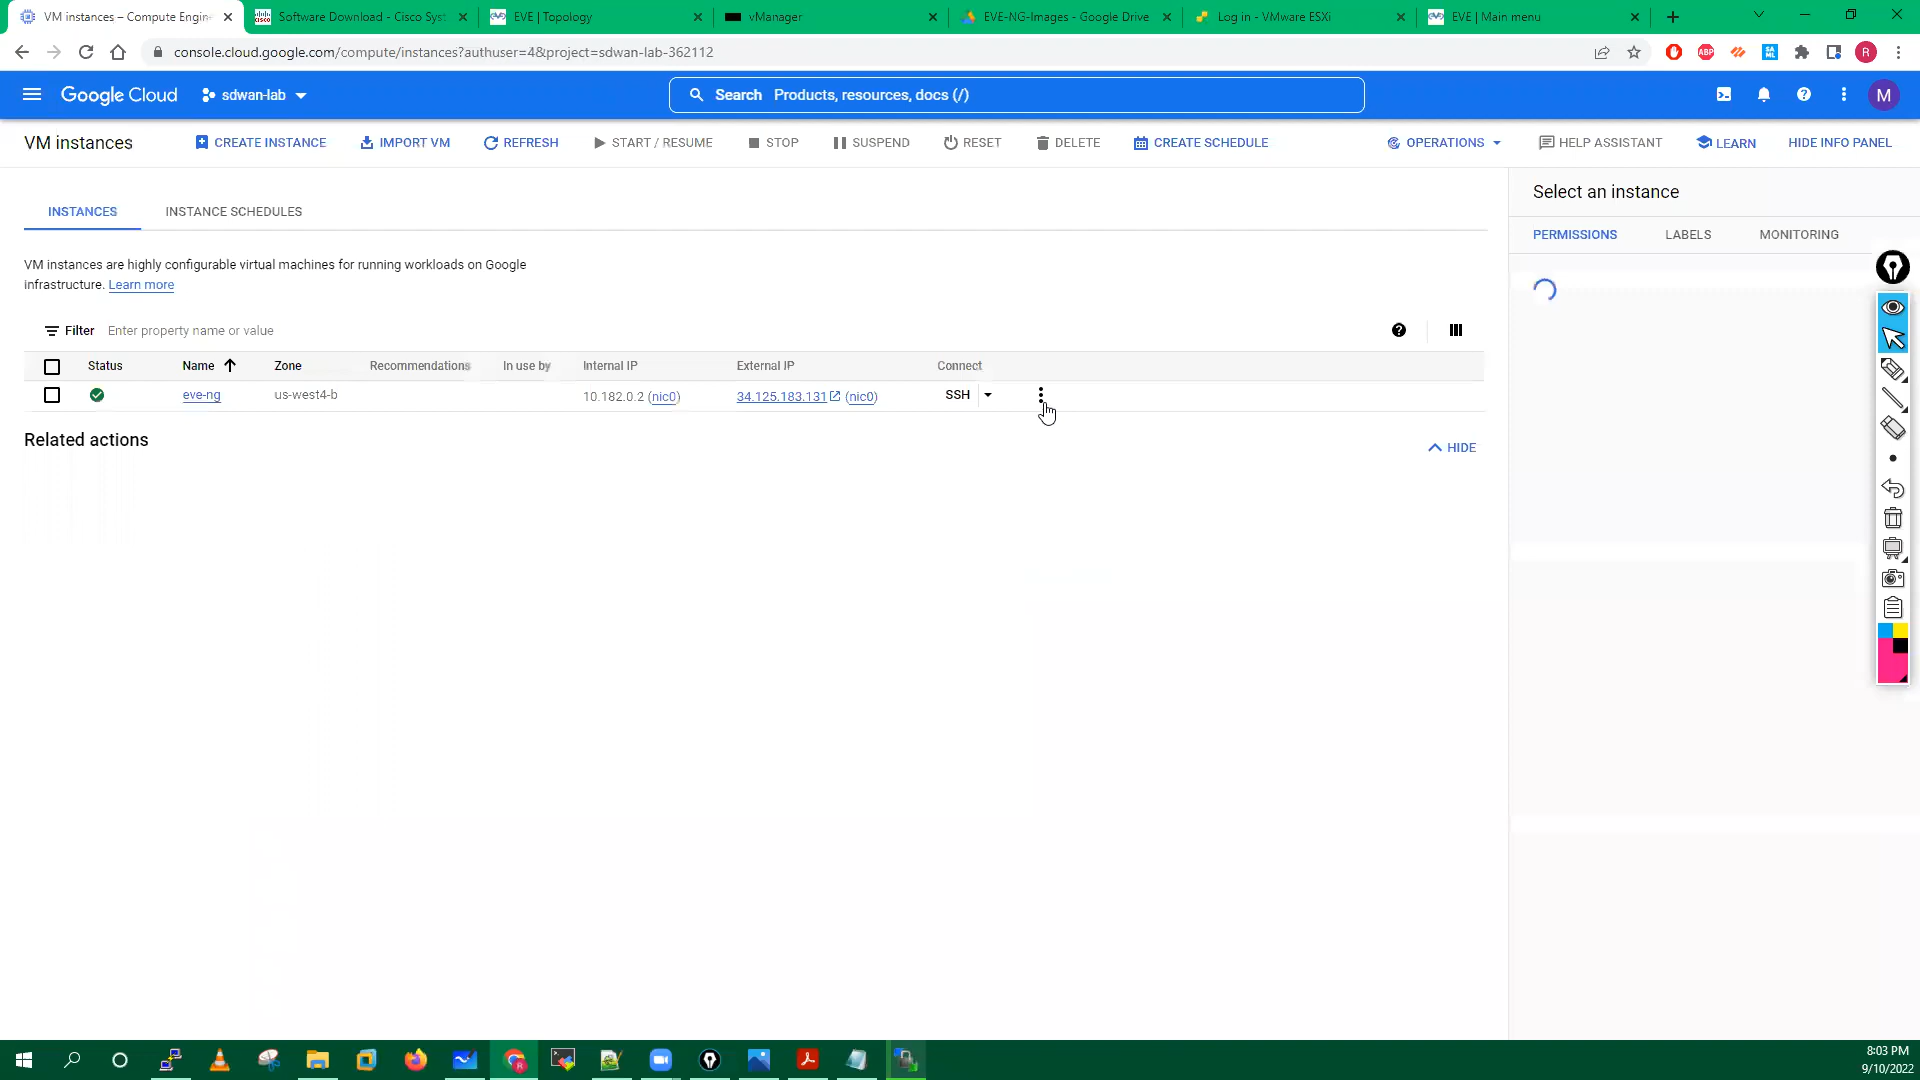 VM instances – Compute Engin
Software Download - Cisco Syst
EVE | Topology
vManager
EVE-NG-Images - Google Drive
Log in - VMware ESXi
EVE | Main menu
console.cloud.google.com/compute/instances?authuser=4&project=sdwan-lab-362112
ABP
R
Google Cloud
sdwan-lab
Search Products, resources, docs (/)
M
VM instances
CREATE INSTANCE
IMPORT VM
REFRESH
START / RESUME
STOP
SUSPEND
RESET
DELETE
CREATE SCHEDULE
OPERATIONS
HELP ASSISTANT
LEARN
HIDE INFO PANEL
INSTANCES
INSTANCE SCHEDULES
VM instances are highly configurable virtual machines for running workloads on Google
infrastructure. Learn more
Filter Enter property name or value
Status Name Zone Recommendations In use by Internal IP External IP Connect
eve-ng us-west4-b 10.182.0.2 (nic0) 34.125.183.131 (nic0) SSH
Related actions
HIDE
Select an instance
PERMISSIONS
LABELS
MONITORING
8:03 PM
9/10/2022